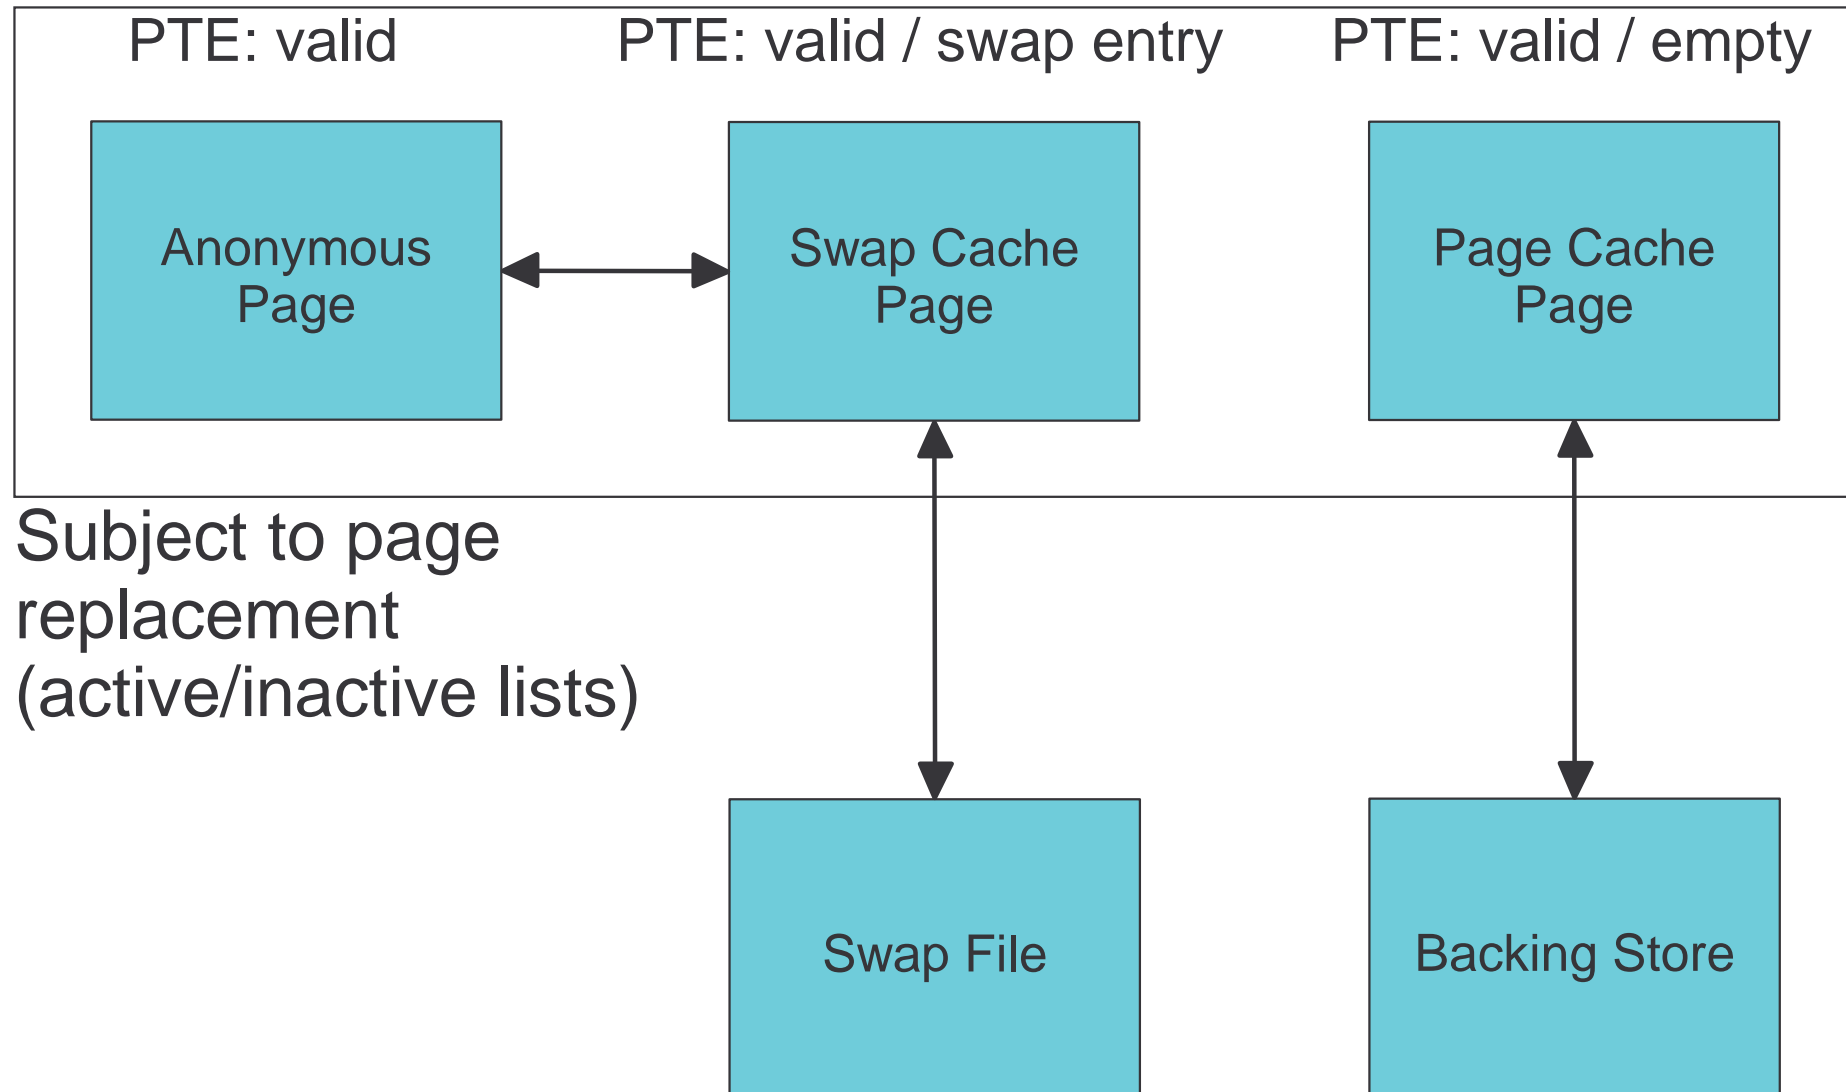 PTE: valid
PTE: valid / swap entry
PTE: valid / empty
Anonymous
Page
Swap Cache
Page
Page Cache
Page
Subject to page
replacement
(active/inactive lists)
Swap File
Backing Store